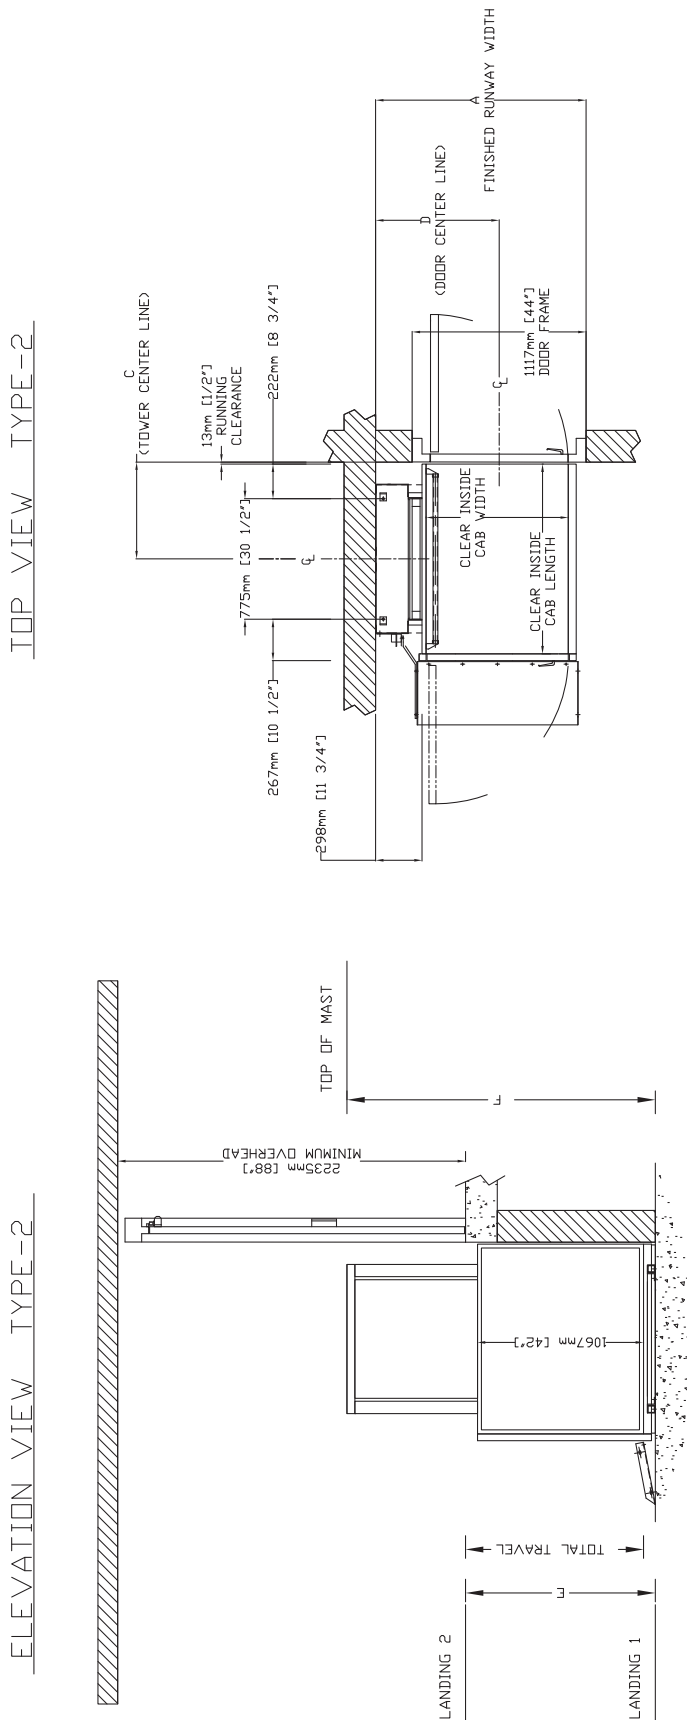 TOP VIEW TYPE-2
C
(TOWER CENTER LINE)
13mm [1/2"]
RUNNING
CLEARANCE
222mm [8 3/4"]
775mm [30 1/2"]
267mm [10 1/2"]
298mm [11 3/4"]
CL
CLEAR INSIDE
CAB WIDTH
CLEAR INSIDE
CAB LENGTH
D
(DOOR CENTER LINE)
A
FINISHED RUNWAY WIDTH
CL
1117mm [44"]
DOOR FRAME
ELEVATION VIEW TYPE-2
TOP OF MAST
F
2235mm [88"]
MINIMUM OVERHEAD
1067mm [42"]
TOTAL TRAVEL
E
LANDING 2
LANDING 1